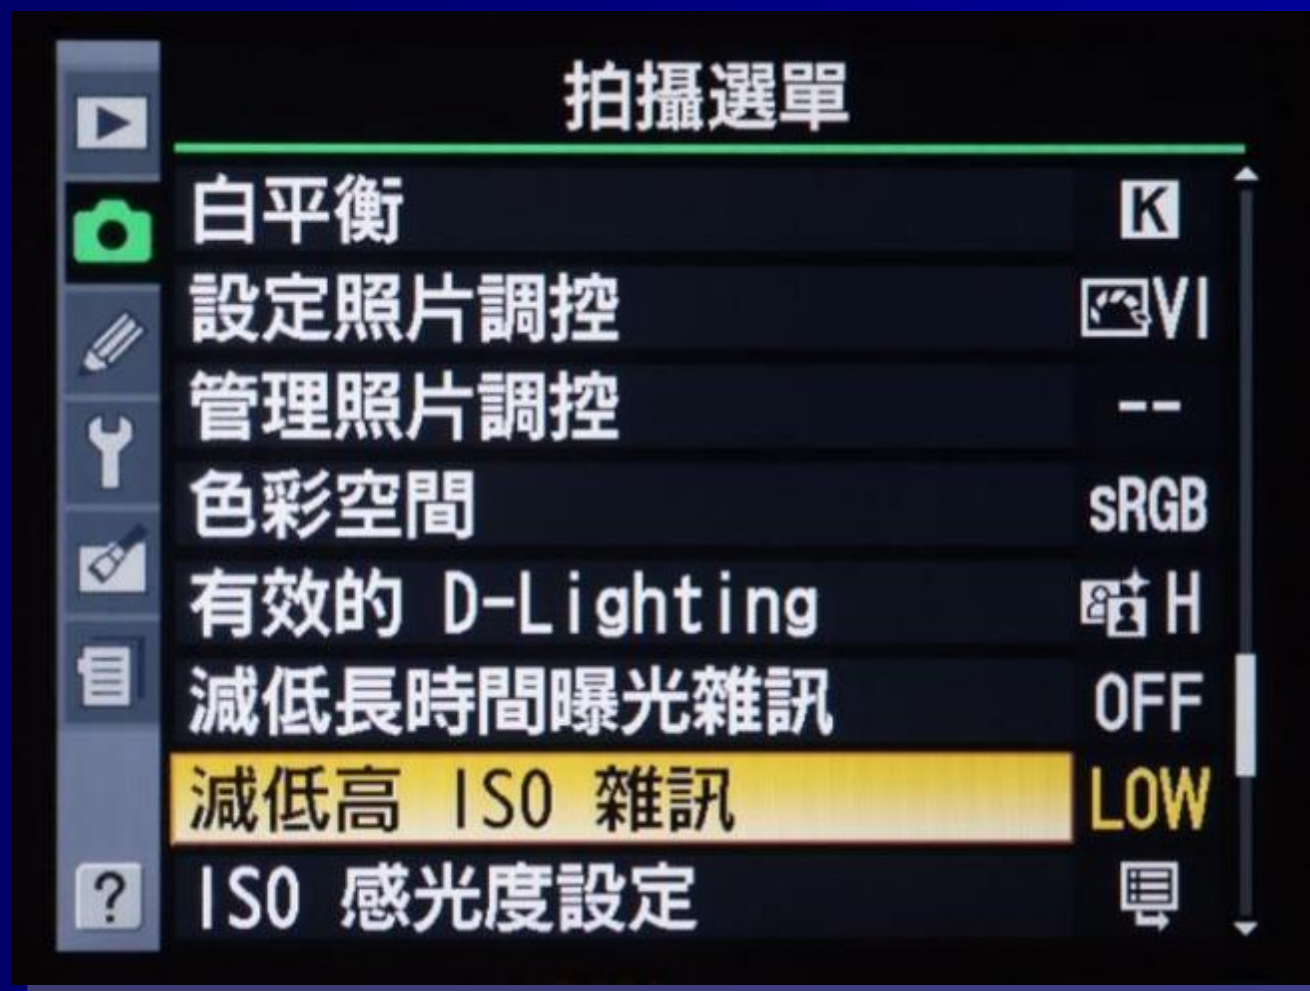 拍攝選單
白平衡 K
設定照片調控 VI
管理照片調控 --
色彩空間 sRGB
有效的 D-Lighting H
減低長時間曝光雜訊 OFF
減低高 ISO 雜訊 LOW
ISO 感光度設定
?